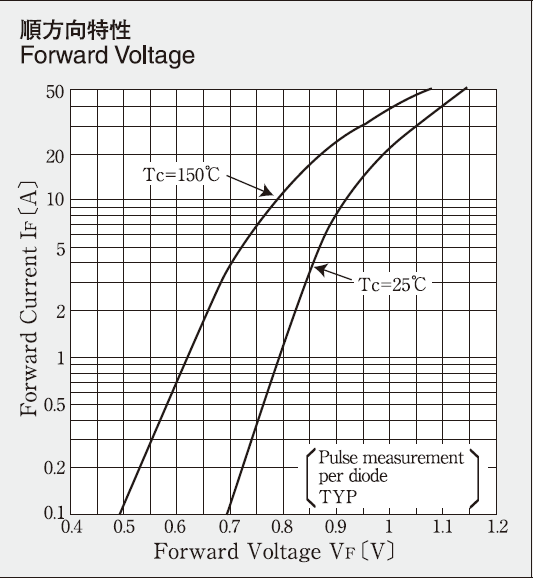 順方向特性
Forward Voltage
Forward Current IF〔A〕
50
20
10
5
2
1
0.5
0.2
0.1
Tc=150℃
Tc=25℃
Pulse measurement
per diode
TYP
0.4 0.5 0.6 0.7 0.8 0.9 1 1.1 1.2
Forward Voltage VF〔V〕